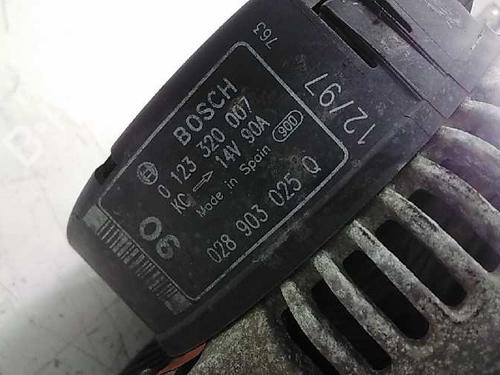 BOSCH
0 123 320 007
KC → 14V 90A
Made in Spain 900
028 903 025 Q
90
12/97
763